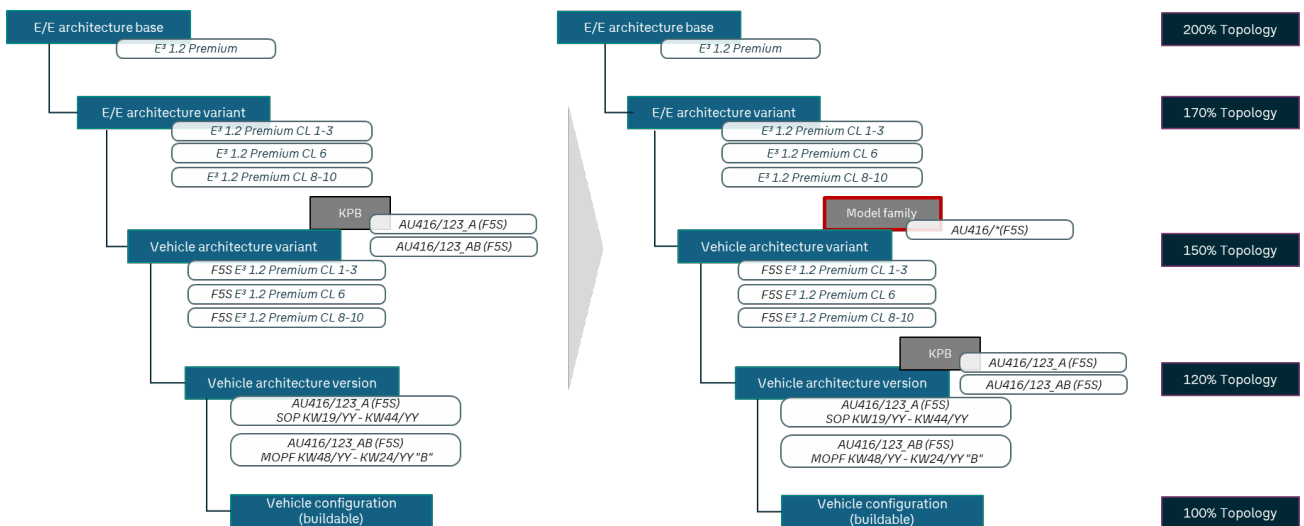 E/E architecture base
E³ 1.2 Premium
E/E architecture variant
E³ 1.2 Premium CL 1-3
E³ 1.2 Premium CL 6
E³ 1.2 Premium CL 8-10
KPB
AU416/123_A (F5S)
AU416/123_AB (F5S)
Vehicle architecture variant
F5S E³ 1.2 Premium CL 1-3
F5S E³ 1.2 Premium CL 6
F5S E³ 1.2 Premium CL 8-10
Vehicle architecture version
AU416/123_A (F5S)
SOP KW19/YY - KW44/YY
AU416/123_AB (F5S)
MOPF KW48/YY - KW24/YY "B"
Vehicle configuration
(buildable)
E/E architecture base
E³ 1.2 Premium
E/E architecture variant
E³ 1.2 Premium CL 1-3
E³ 1.2 Premium CL 6
E³ 1.2 Premium CL 8-10
Model family
AU416/*(F5S)
Vehicle architecture variant
F5S E³ 1.2 Premium CL 1-3
F5S E³ 1.2 Premium CL 6
F5S E³ 1.2 Premium CL 8-10
KPB
AU416/123_A (F5S)
AU416/123_AB (F5S)
Vehicle architecture version
AU416/123_A (F5S)
SOP KW19/YY - KW44/YY
AU416/123_AB (F5S)
MOPF KW48/YY - KW24/YY "B"
Vehicle configuration
(buildable)
200% Topology
170% Topology
150% Topology
120% Topology
100% Topology